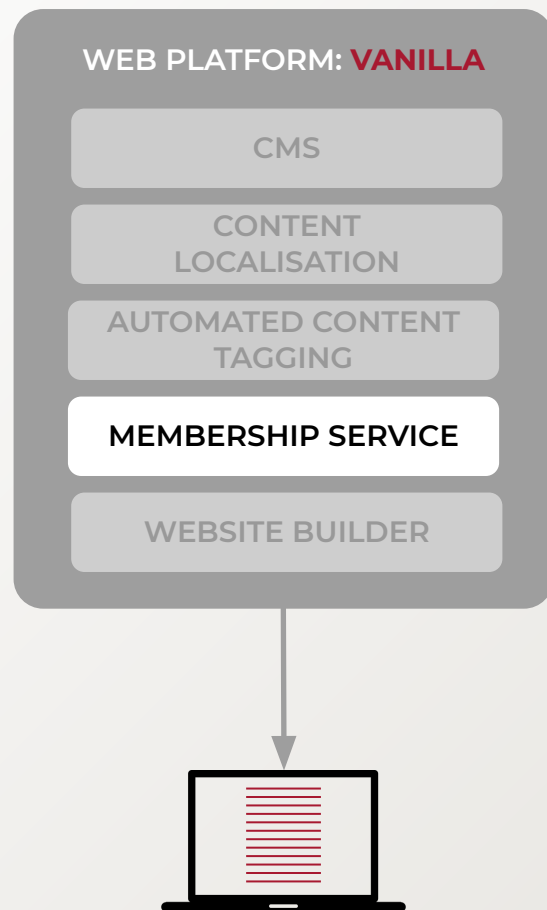 WEB PLATFORM: VANILLA
CMS
CONTENT
LOCALISATION
AUTOMATED CONTENT
TAGGING
MEMBERSHIP SERVICE
WEBSITE BUILDER